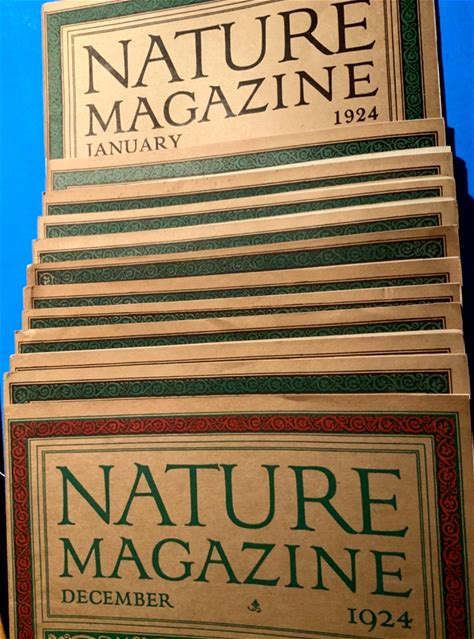 NATURE
MAGAZINE
JANUARY 1924
NATURE
MAGAZINE
DECEMBER 1924